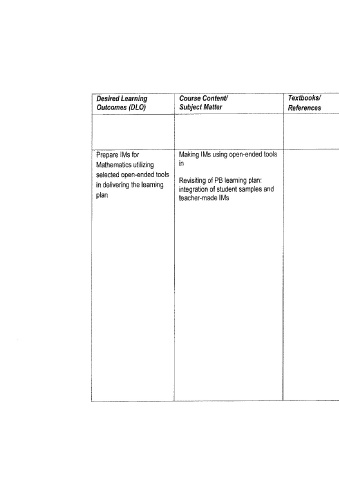 Desired Learning
Outcomes (DLO)
Course Content/
Subject Matter
Textbooks/
References
Prepare IMs for
Mathematics utilizing
selected open-ended tools
in delivering the learning
plan
Making IMs using open-ended tools
in
Revisiting of PB learning plan:
integration of student samples and
teacher-made IMs